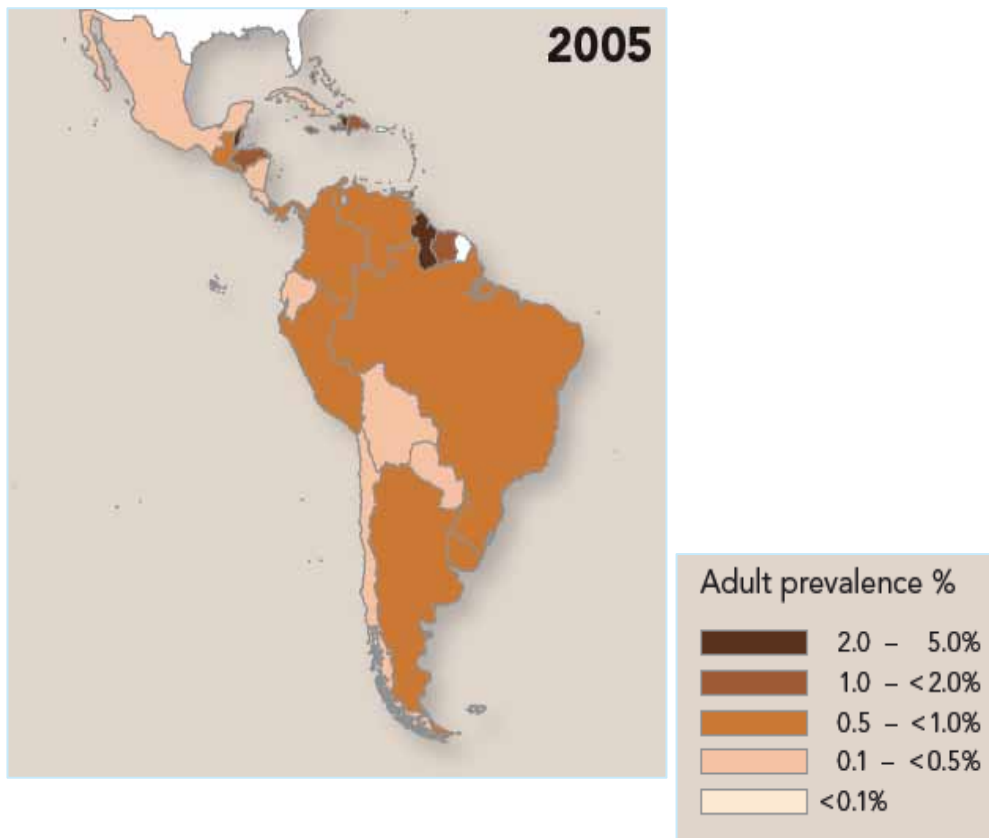 2005
Adult prevalence %
2.0 – 5.0%
1.0 – <2.0%
0.5 – <1.0%
0.1 – <0.5%
<0.1%